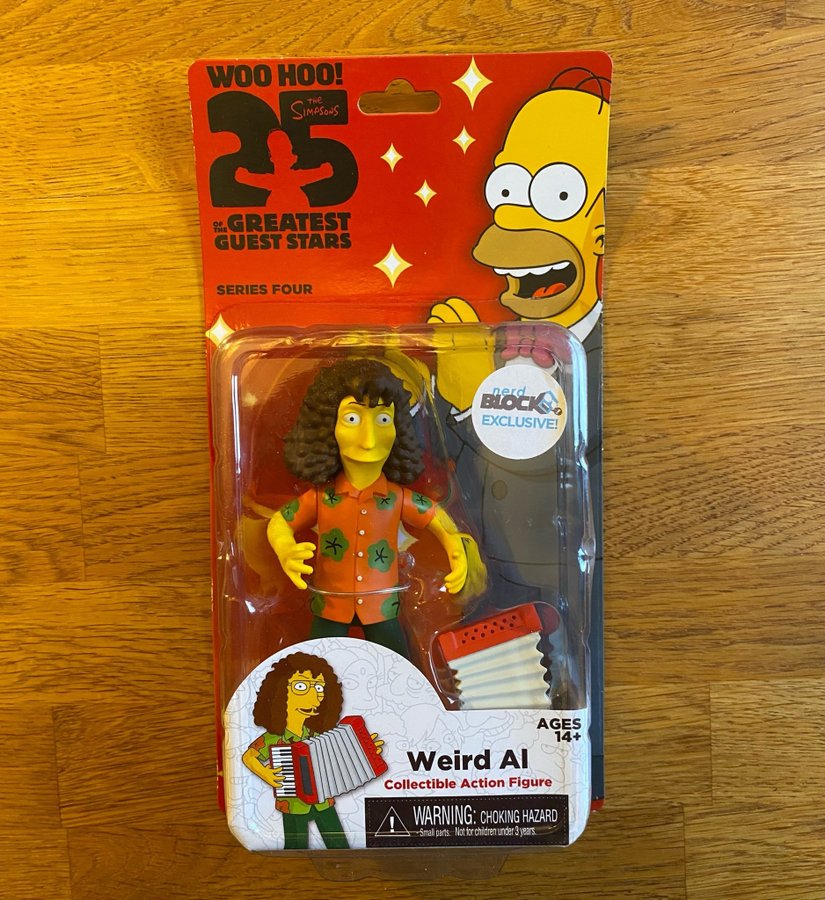 WOO HOO!
THE
SIMPSONS
25
OF THE GREATEST
GUEST STARS
SERIES FOUR
nerd
BLOCK
EXCLUSIVE!
AGES
14+
Weird Al
Collectible Action Figure
WARNING: CHOKING HAZARD
Small parts. Not for children under 3 years.